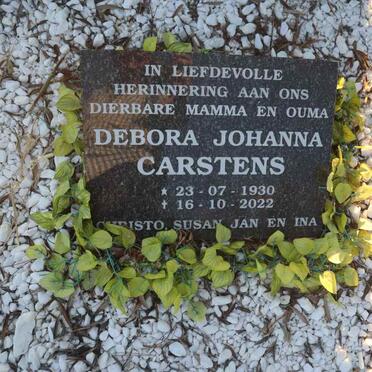 IN LIEFDEVOLLE
HERINNERING AAN ONS
DIERBARE MAMMA EN OUMA
DEBORA JOHANNA
CARSTENS
★ 23-07-1930
✝ 16-10-2022
CHRISTO, SUSAN, JAN EN INA